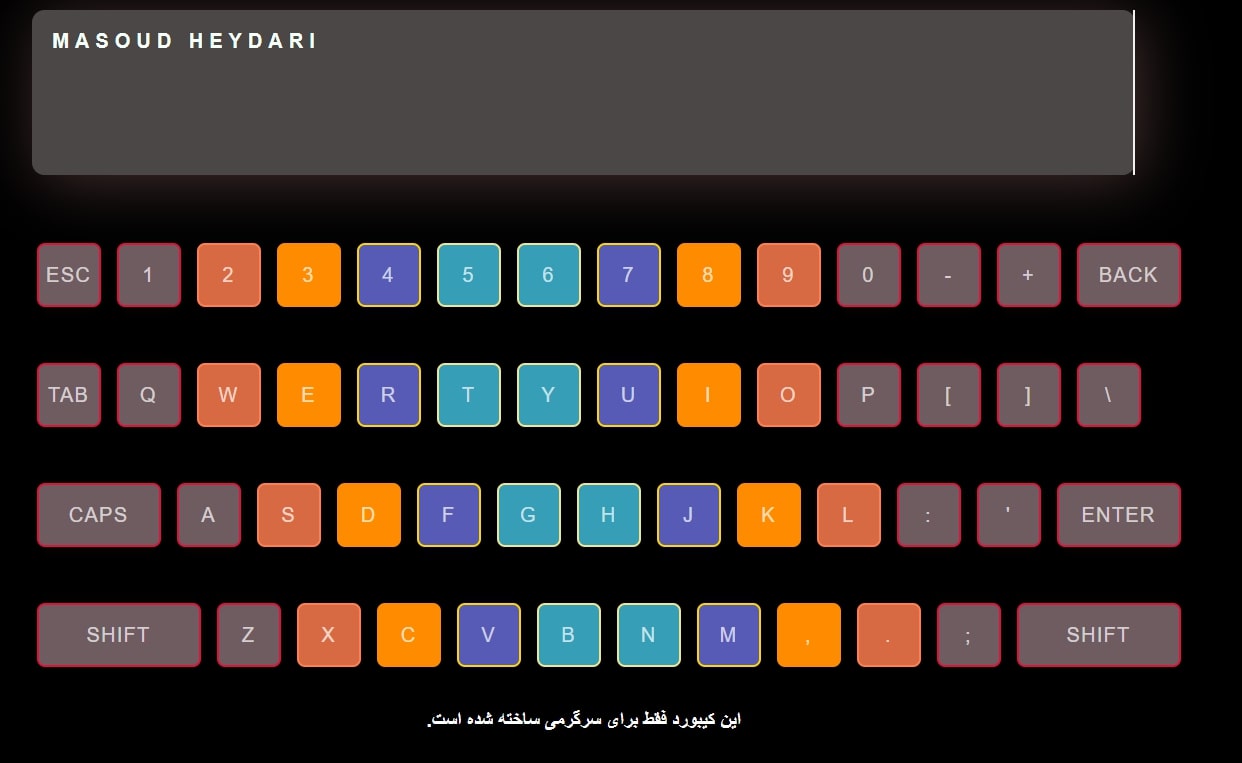 MASOUD HEYDARI
ESC 1 2 3 4 5 6 7 8 9 0 - + BACK
TAB Q W E R T Y U I O P [ ] \
CAPS A S D F G H J K L : ' ENTER
SHIFT Z X C V B N M , . ; SHIFT
این کیبورد فقط برای سرگرمی ساخته شده است.